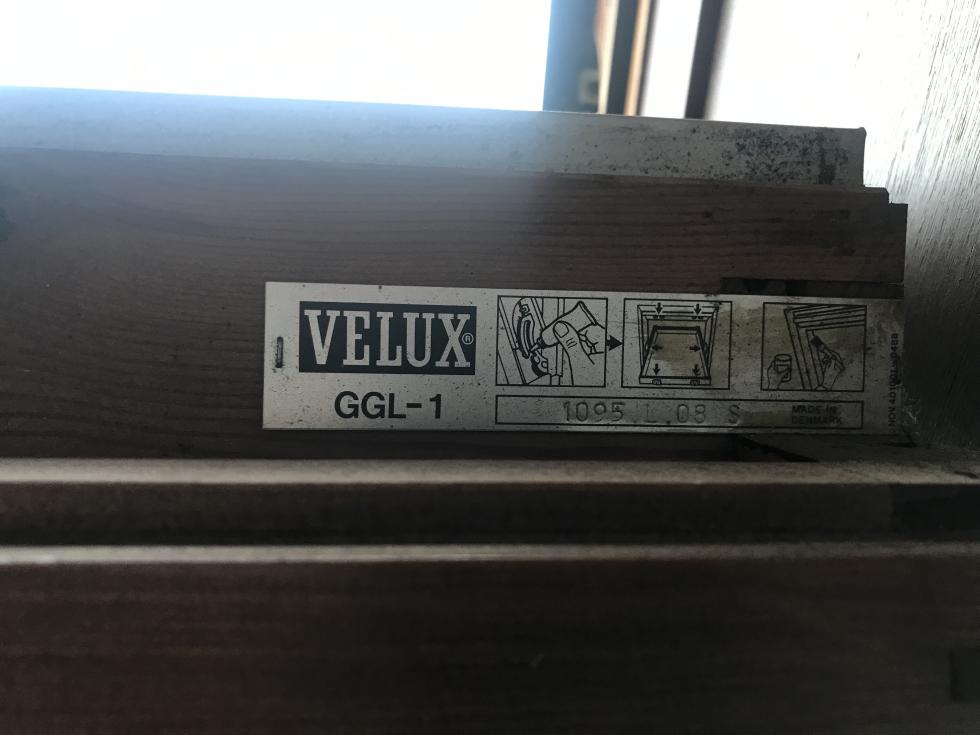 VELUX®
GGL-1
1095.L.08 S
MADE IN
DENMARK